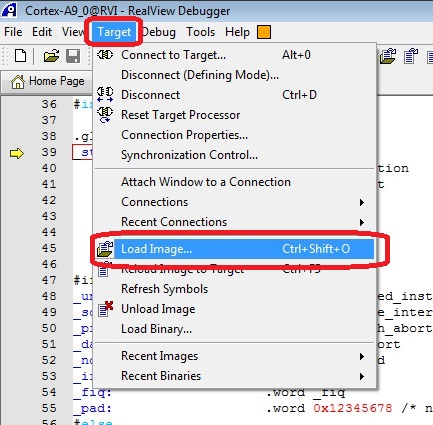 Cortex-A9_0@RVI - RealView Debugger
File Edit View Target Debug Tools Help
Home Page
Connect to Target... Alt+0
Disconnect (Defining Mode)...
Disconnect Ctrl+D
Reset Target Processor
Connection Properties...
Synchronization Control...
Attach Window to a Connection
Connections
Recent Connections
Load Image... Ctrl+Shift+O
Reload Image to Target Ctrl+F5
Refresh Symbols
Unload Image
Load Binary...
Recent Images
Recent Binaries
36 #i
37
38 .gl
39 _st
40 tion
41 t
42
43
44
45
46
47 #i
48 _un ed_inst
49 _so e_inter
50 _p h_abort
51 _da ort
52 _no
53 _i
54 _fiq: .word _fiq
55 _pad: .word 0x12345678 /* n
56 #else